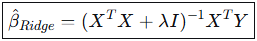 β̂_Ridge = (X^T X + λI)^{-1} X^T Y